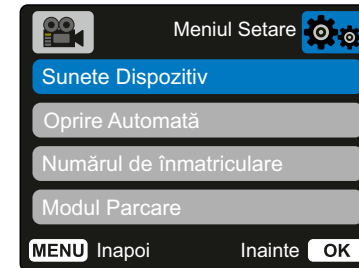 Meniul Setare
Sunete Dispozitiv
Oprire Automată
Numărul de înmatriculare
Modul Parcare
MENU Inapoi Inainte OK